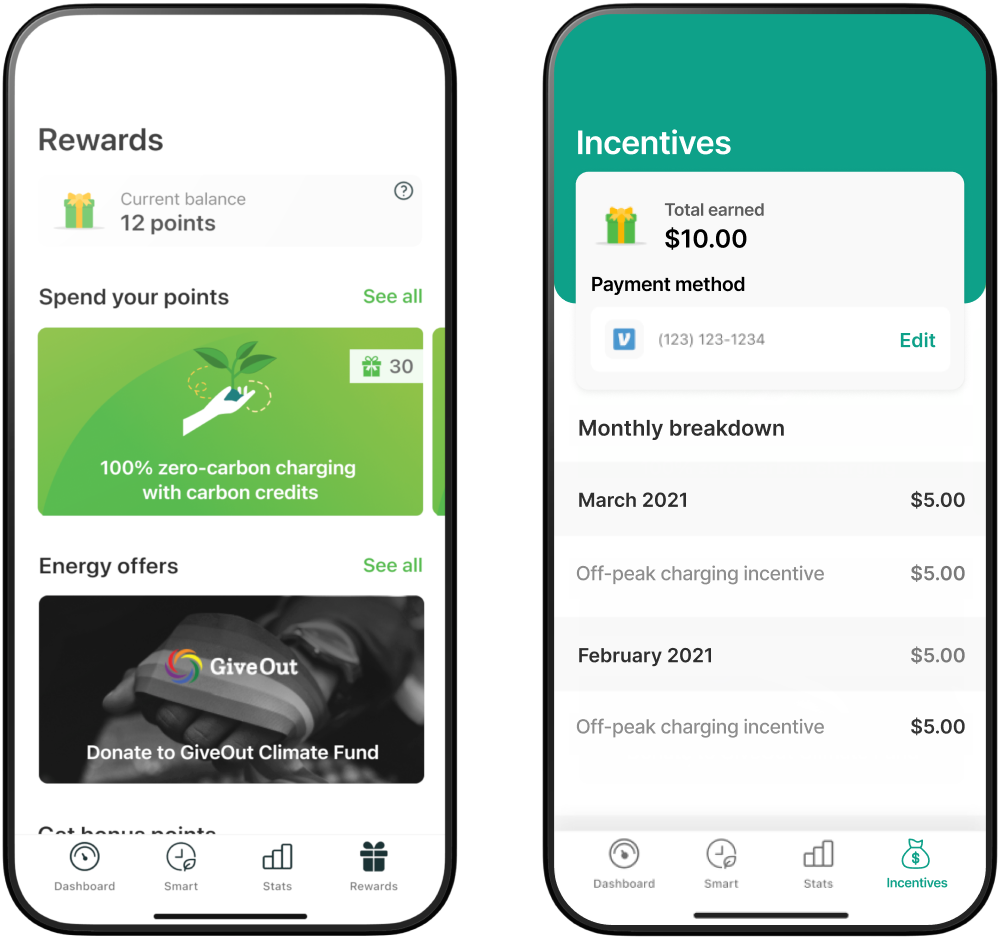 Rewards
Current balance
12 points
Spend your points
See all
30
100% zero-carbon charging
with carbon credits
Energy offers
See all
GiveOut
Donate to GiveOut Climate Fund
Get bonus points
Dashboard
Smart
Stats
Rewards
Incentives
Total earned
$10.00
Payment method
(123) 123-1234
Edit
Monthly breakdown
March 2021
$5.00
Off-peak charging incentive
$5.00
February 2021
$5.00
Off-peak charging incentive
$5.00
Dashboard
Smart
Stats
Incentives